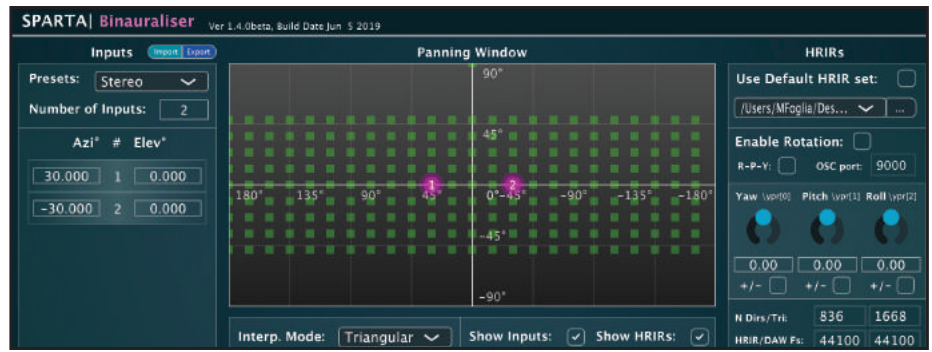 SPARTA| Binauraliser Ver 1.4.0beta, Build Date Jun 5 2019
Inputs Import Export
Presets: Stereo
Number of Inputs: 2
Azi° # Elev°
30.000 1 0.000
-30.000 2 0.000
Panning Window
90°
45°
1 2
180° 135° 90° 45° 0° -45° -90° -135° -180°
-45°
-90°
Interp. Mode: Triangular Show Inputs: Show HRIRs:
HRIRs
Use Default HRIR set:
/Users/MFoglia/Des... ...
Enable Rotation:
R-P-Y: OSC port: 9000
Yaw \ypr[0] Pitch \ypr[1] Roll \ypr[2]
0.00 0.00 0.00
+/- +/- +/-
N Dirs/Tri: 836 1668
HRIR/DAW Fs: 44100 44100